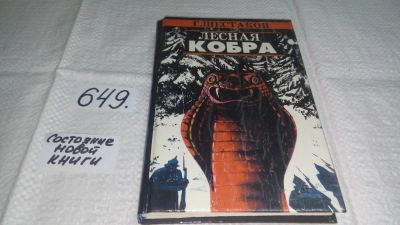 649.
СОСТОЯНИЕ
НОВОЙ
КНИГИ
ЛЕСНАЯ
КОБРА